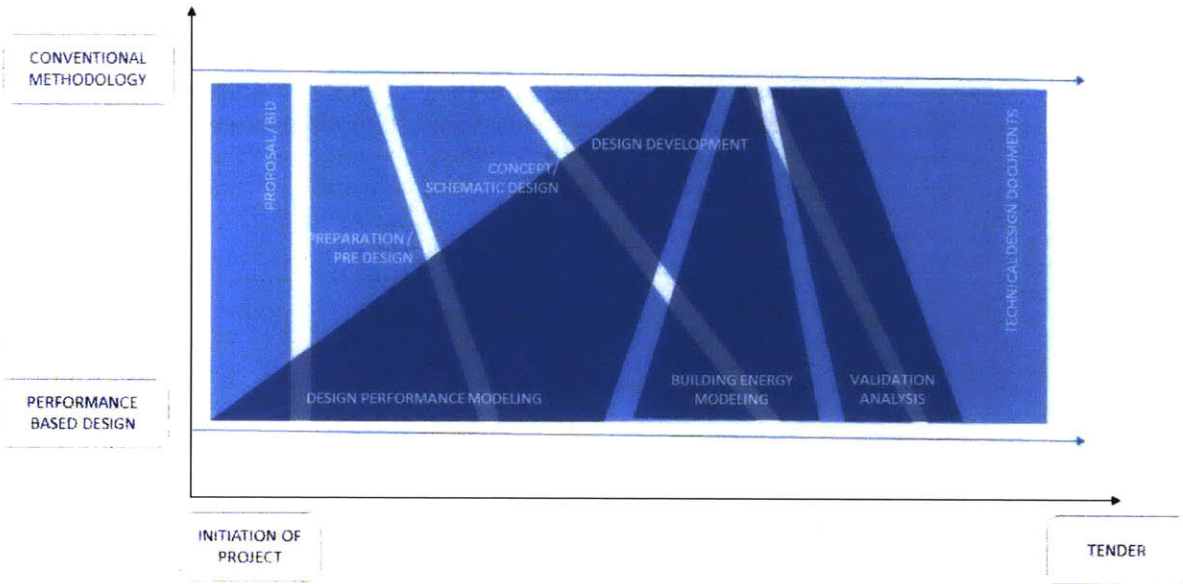 CONVENTIONAL
METHODOLOGY
PROPOSAL / BID
PREPARATION /
PRE DESIGN
CONCEPT/
SCHEMATIC DESIGN
DESIGN DEVELOPMENT
TECHNICAL DESIGN DOCUMENTS
DESIGN PERFORMANCE MODELING
BUILDING ENERGY
MODELING
VALIDATION
ANALYSIS
PERFORMANCE
BASED DESIGN
INITIATION OF
PROJECT
TENDER